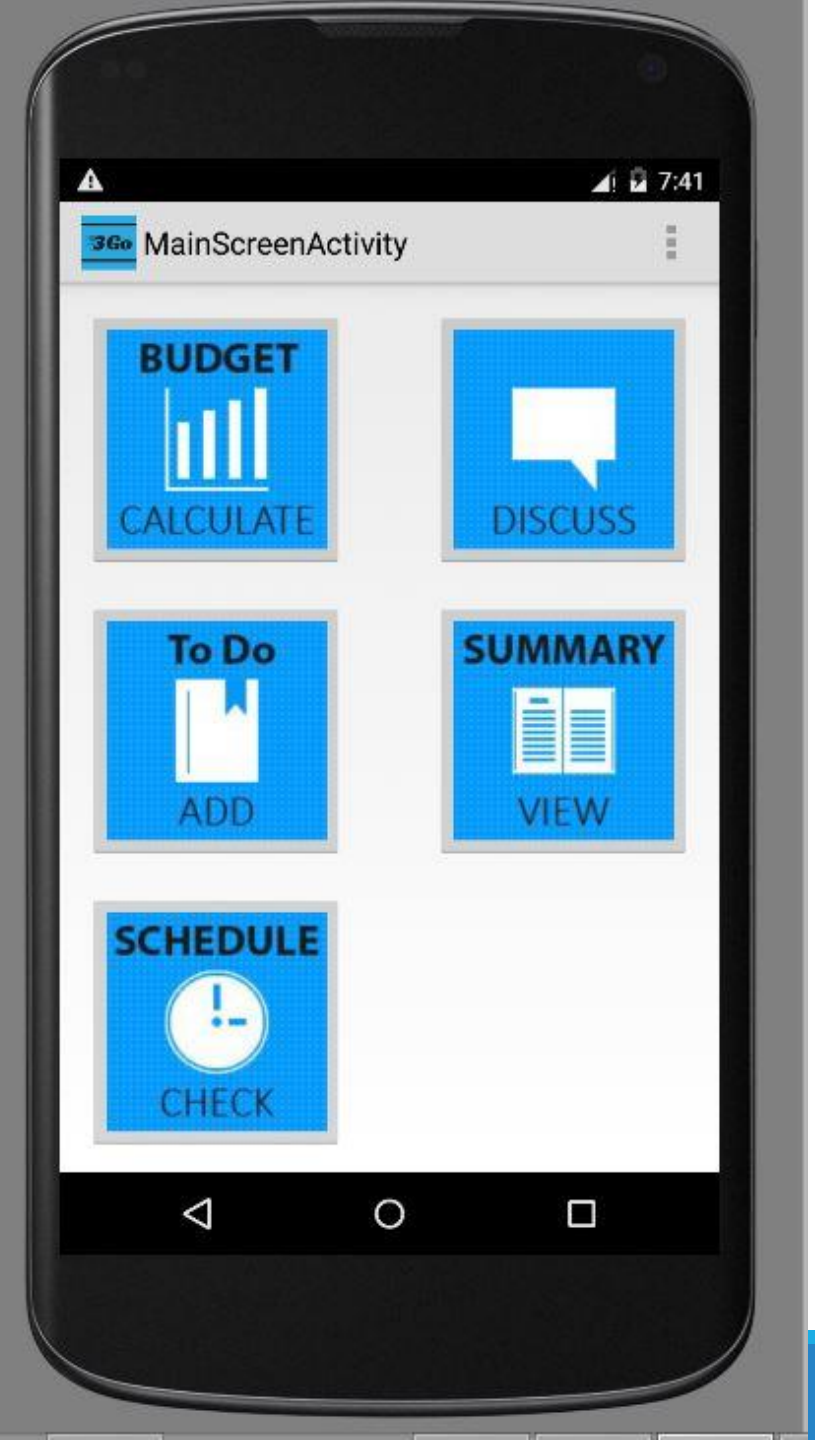 7:41
3Go MainScreenActivity
BUDGET
CALCULATE
DISCUSS
To Do
ADD
SUMMARY
VIEW
SCHEDULE
CHECK